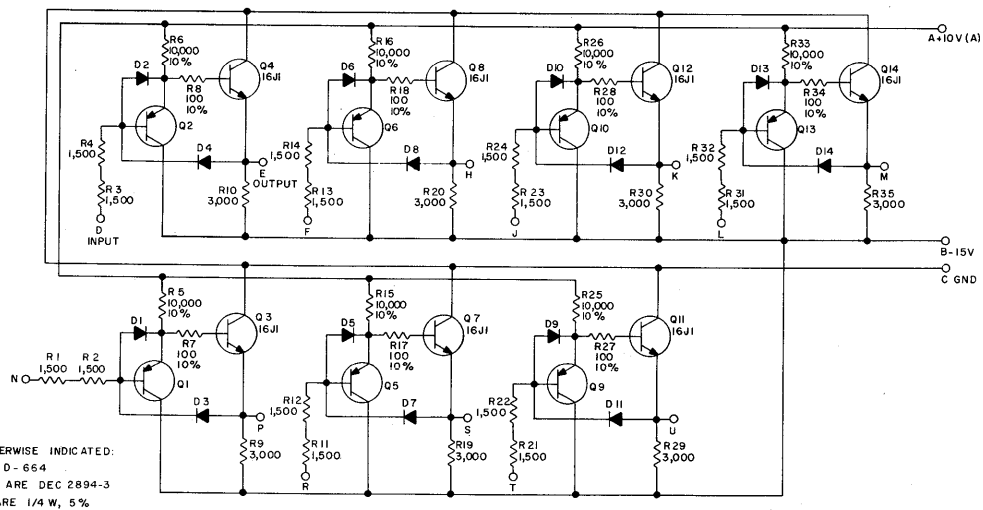 A+10V(A)
R6
10,000
10%
D2
Q4
16J1
R8
100
10%
Q2
R4
1,500
D4
E
OUTPUT
R3
1,500
R10
3,000
D
INPUT
R16
10,000
10%
D6
Q8
16J1
R18
100
10%
Q6
R14
1,500
D8
H
R13
1,500
R20
3,000
F
R26
10,000
10%
D10
Q12
16J1
R28
100
10%
Q10
R24
1,500
D12
K
R23
1,500
R30
3,000
J
R33
10,000
10%
D13
Q14
16J1
R34
100
10%
Q13
R32
1,500
D14
M
R31
1,500
R35
3,000
L
B-15V
C GND
R5
10,000
10%
D1
Q3
16J1
R7
100
10%
R1
1,500
R2
1,500
N
Q1
D3
P
R9
3,000
R15
10,000
10%
D5
Q7
16J1
R17
100
10%
Q5
R12
1,500
D7
S
R11
1,500
R19
3,000
R
R25
10,000
10%
D9
Q11
16J1
R27
100
10%
Q9
R22
1,500
D11
U
R21
1,500
R29
3,000
T
ERWISE INDICATED:
D-664
ARE DEC 2894-3
ARE 1/4 W, 5%